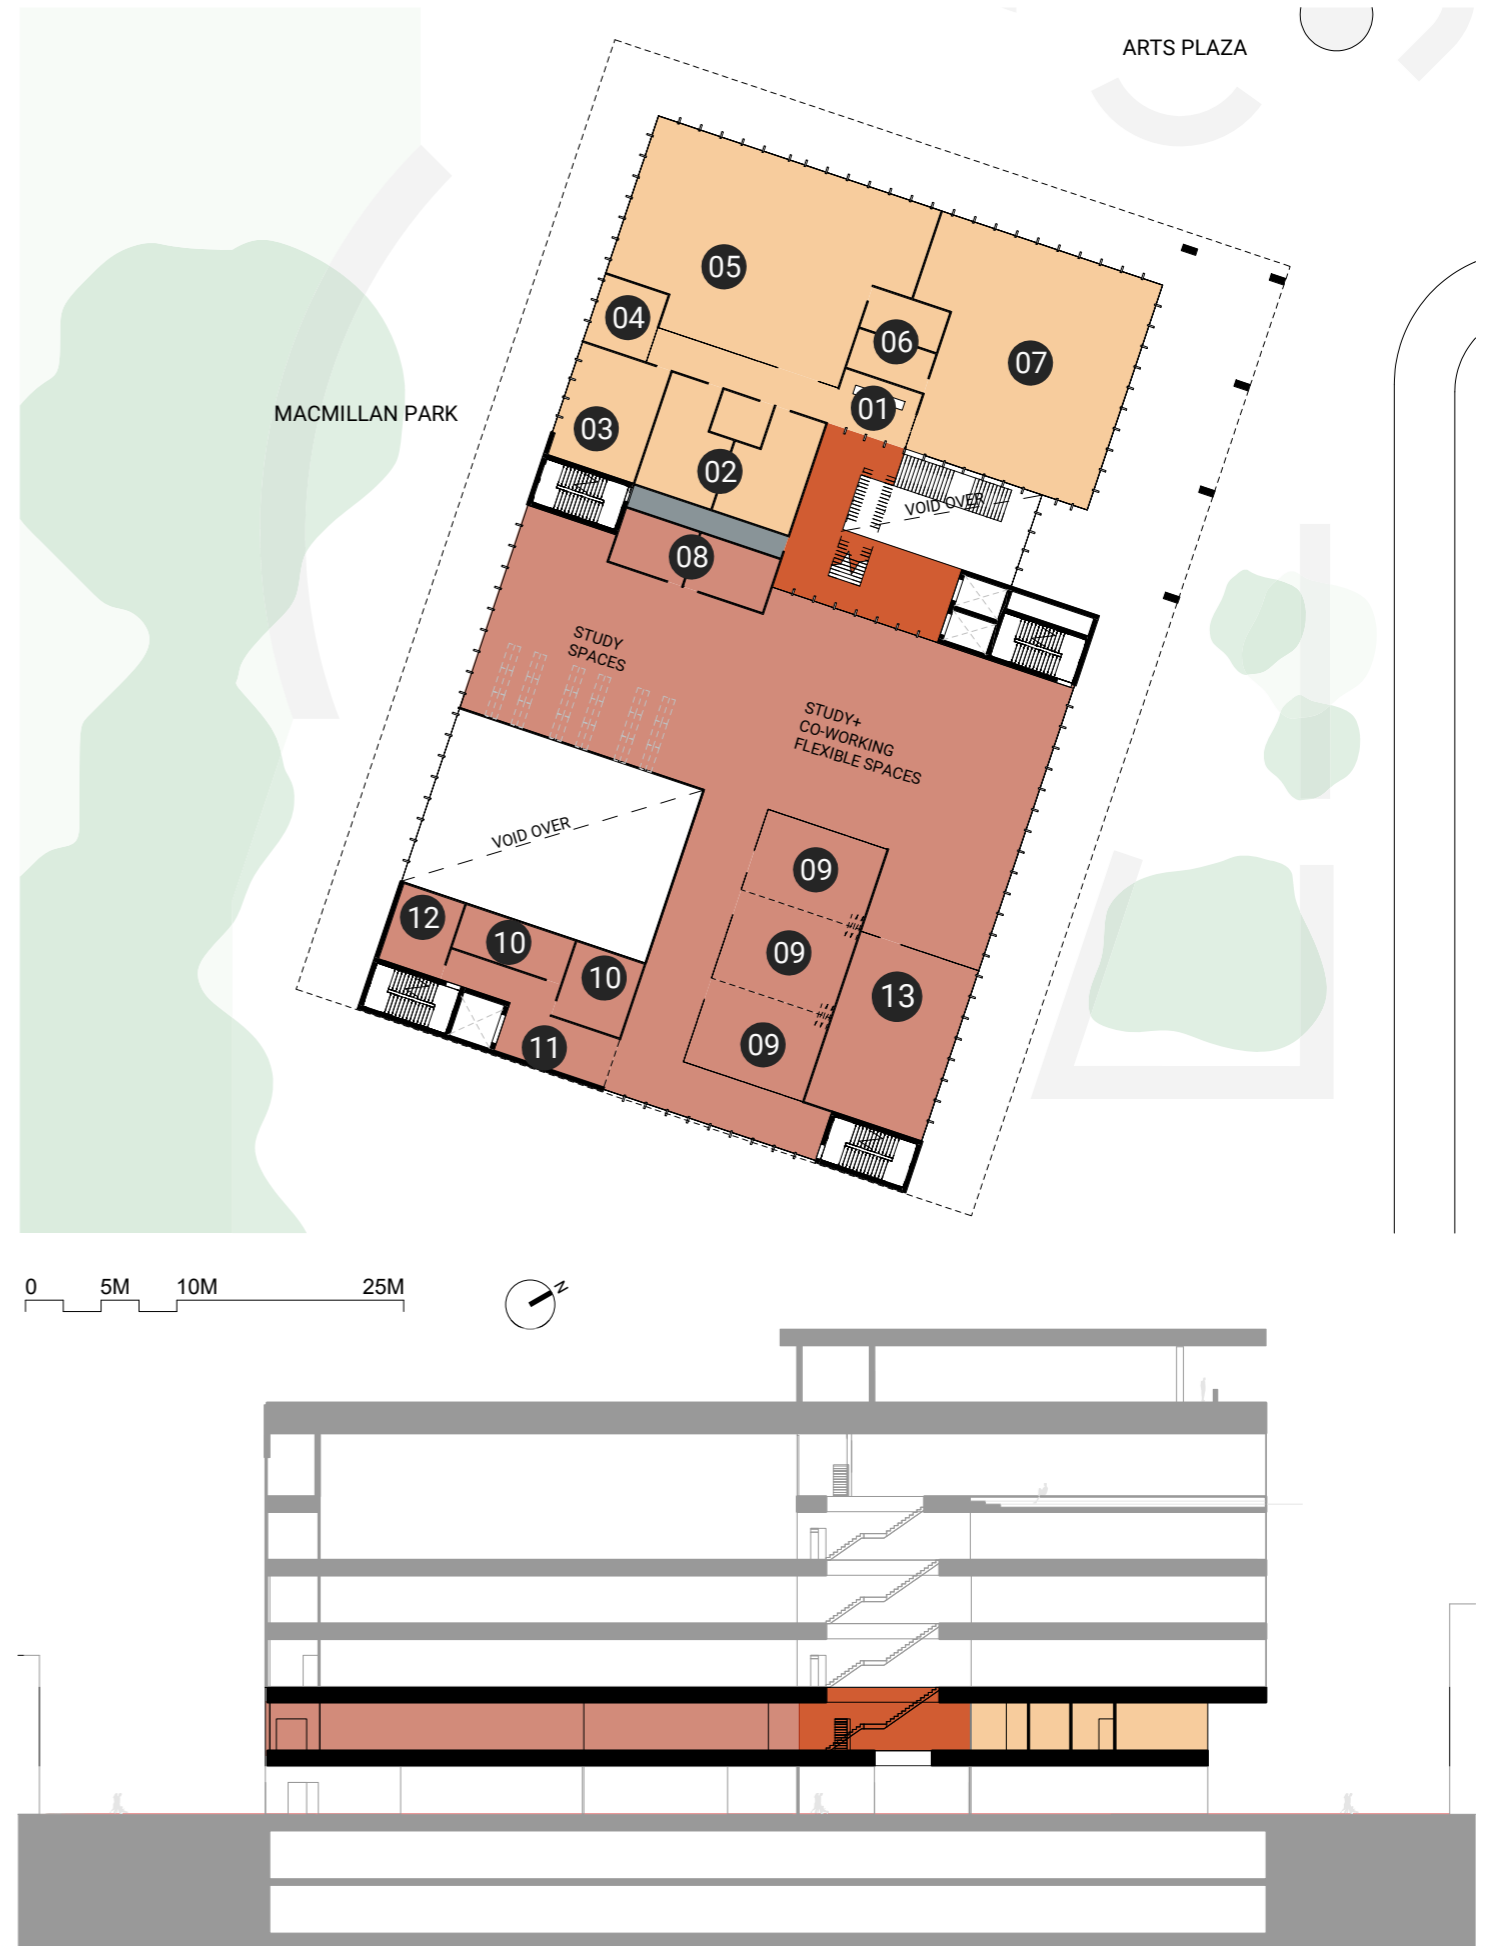 ARTS PLAZA
05
04
06
07
01
MACMILLAN PARK
03
02
VOID OVER
08
STUDY
SPACES
STUDY+
CO-WORKING
FLEXIBLE SPACES
VOID OVER
09
12
10
09
10
13
11
09
0 5M 10M 25M
N